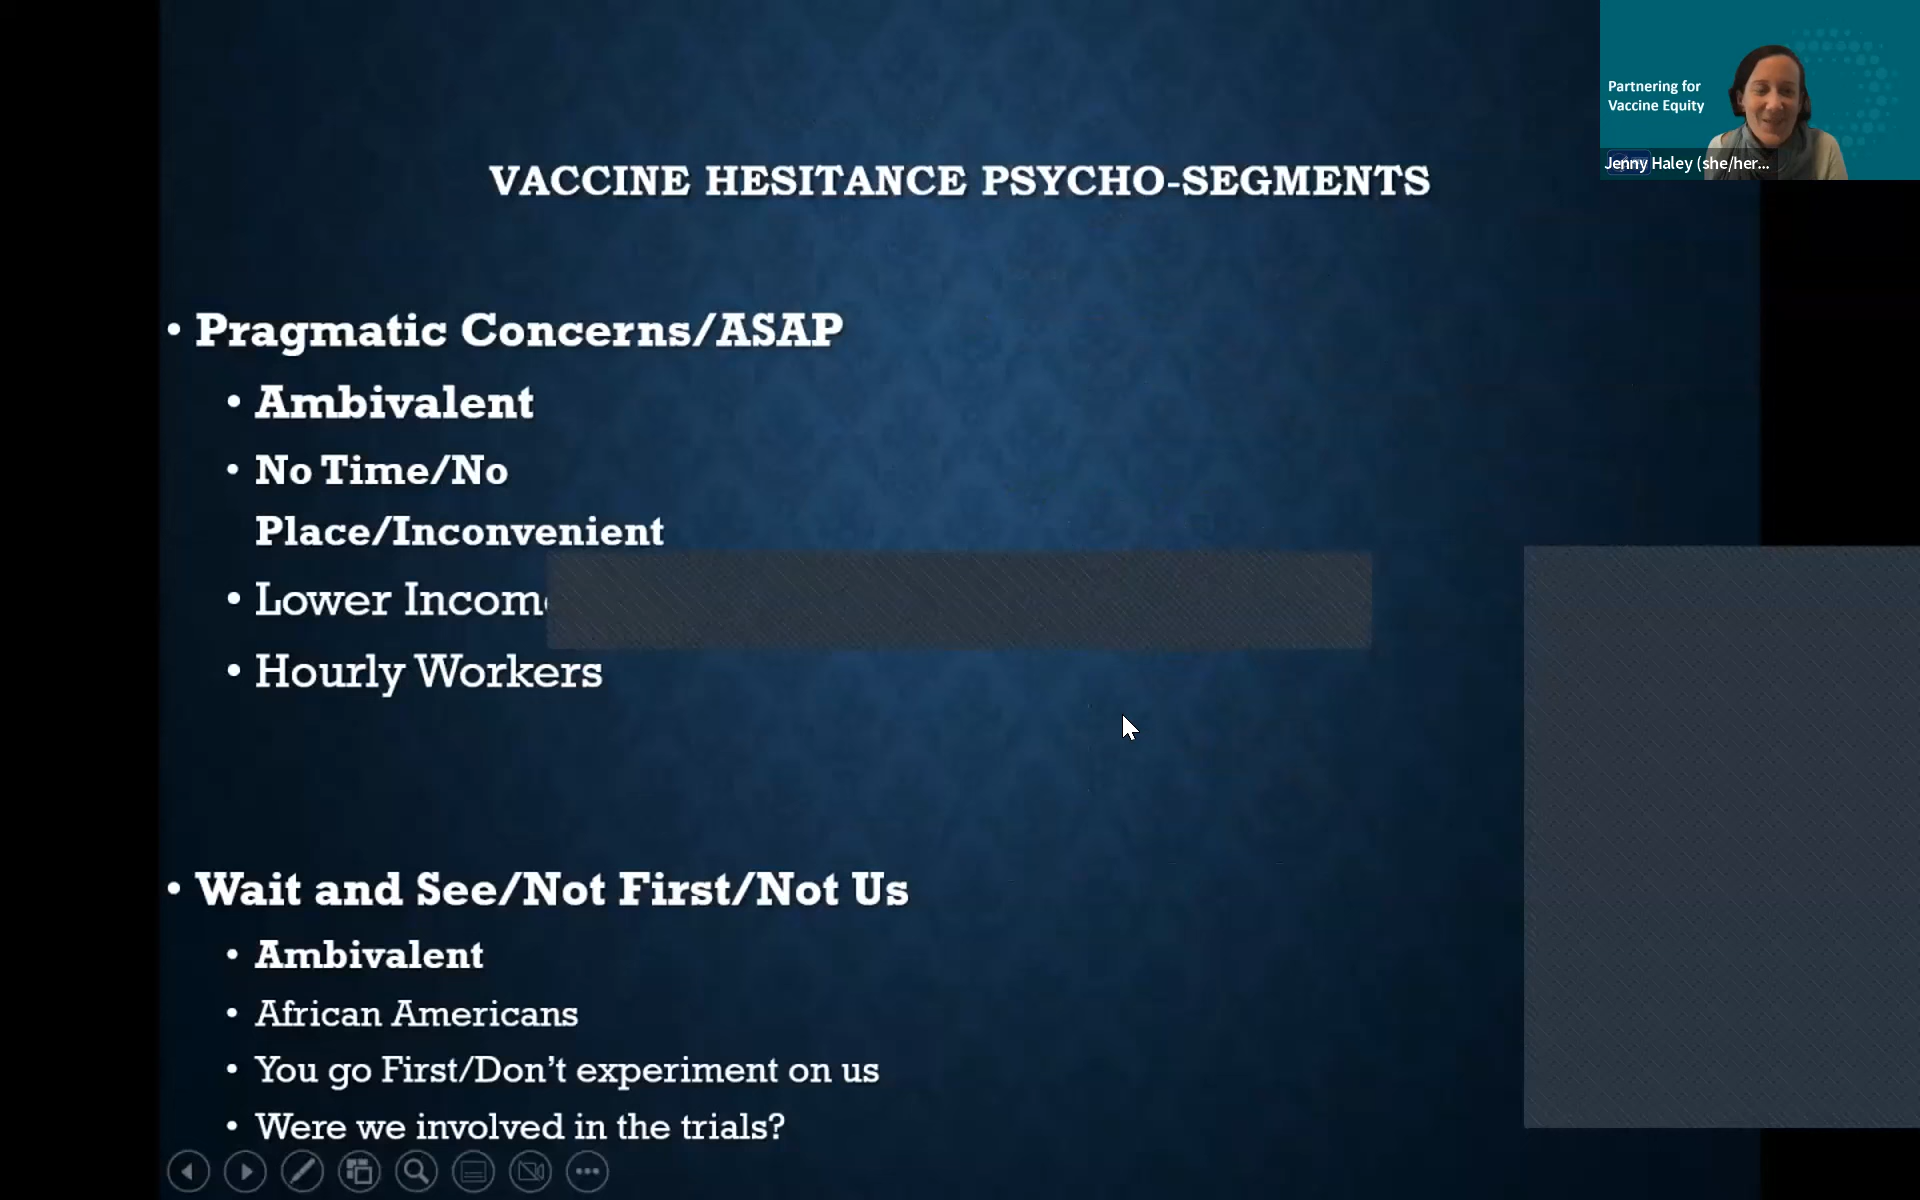 Partnering for
Vaccine Equity
Jenny Haley (she/her...
VACCINE HESITANCE PSYCHO-SEGMENTS
• Pragmatic Concerns/ASAP
• Ambivalent
• No Time/No
Place/Inconvenient
• Lower Incom
• Hourly Workers
• Wait and See/Not First/Not Us
• Ambivalent
• African Americans
• You go First/Don’t experiment on us
• Were we involved in the trials?